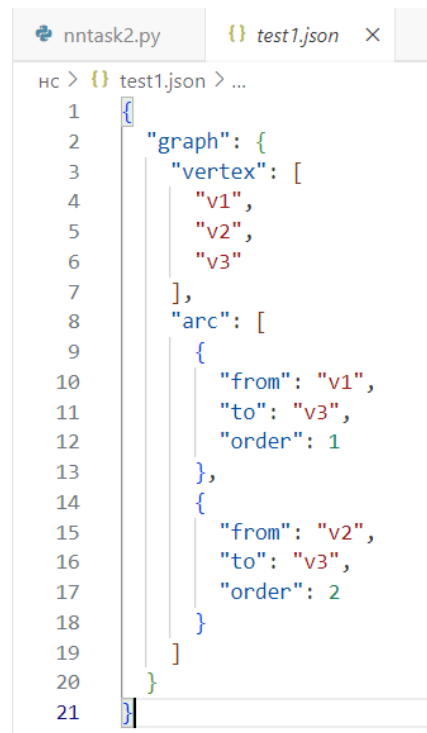 nntask2.py {} test1.json ×
нс > {} test1.json > ...
1 {
2   "graph": {
3     "vertex": [
4       "v1",
5       "v2",
6       "v3"
7     ],
8     "arc": [
9       {
10         "from": "v1",
11         "to": "v3",
12         "order": 1
13       },
14       {
15         "from": "v2",
16         "to": "v3",
17         "order": 2
18       }
19     ]
20   }
21 }